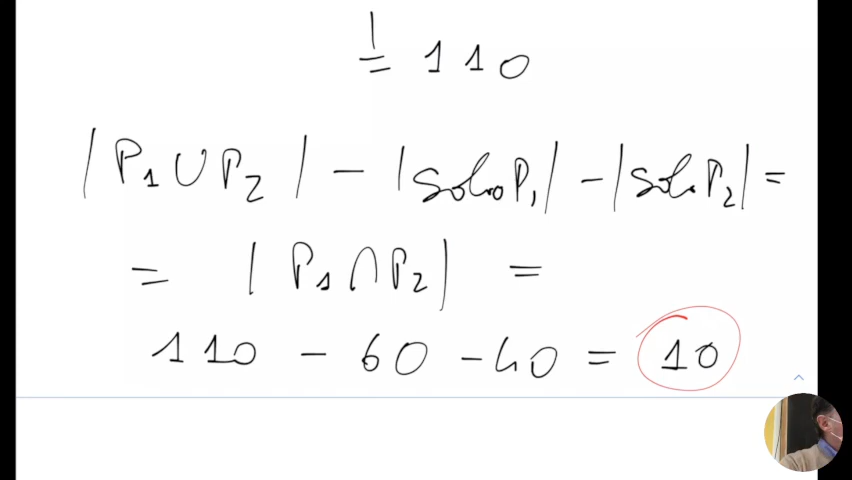 = 110
|P₁ ∪ P₂| - |solo P₁| - |solo P₂| =
= |P₁ ∩ P₂| =
110 - 60 - 40 = 10